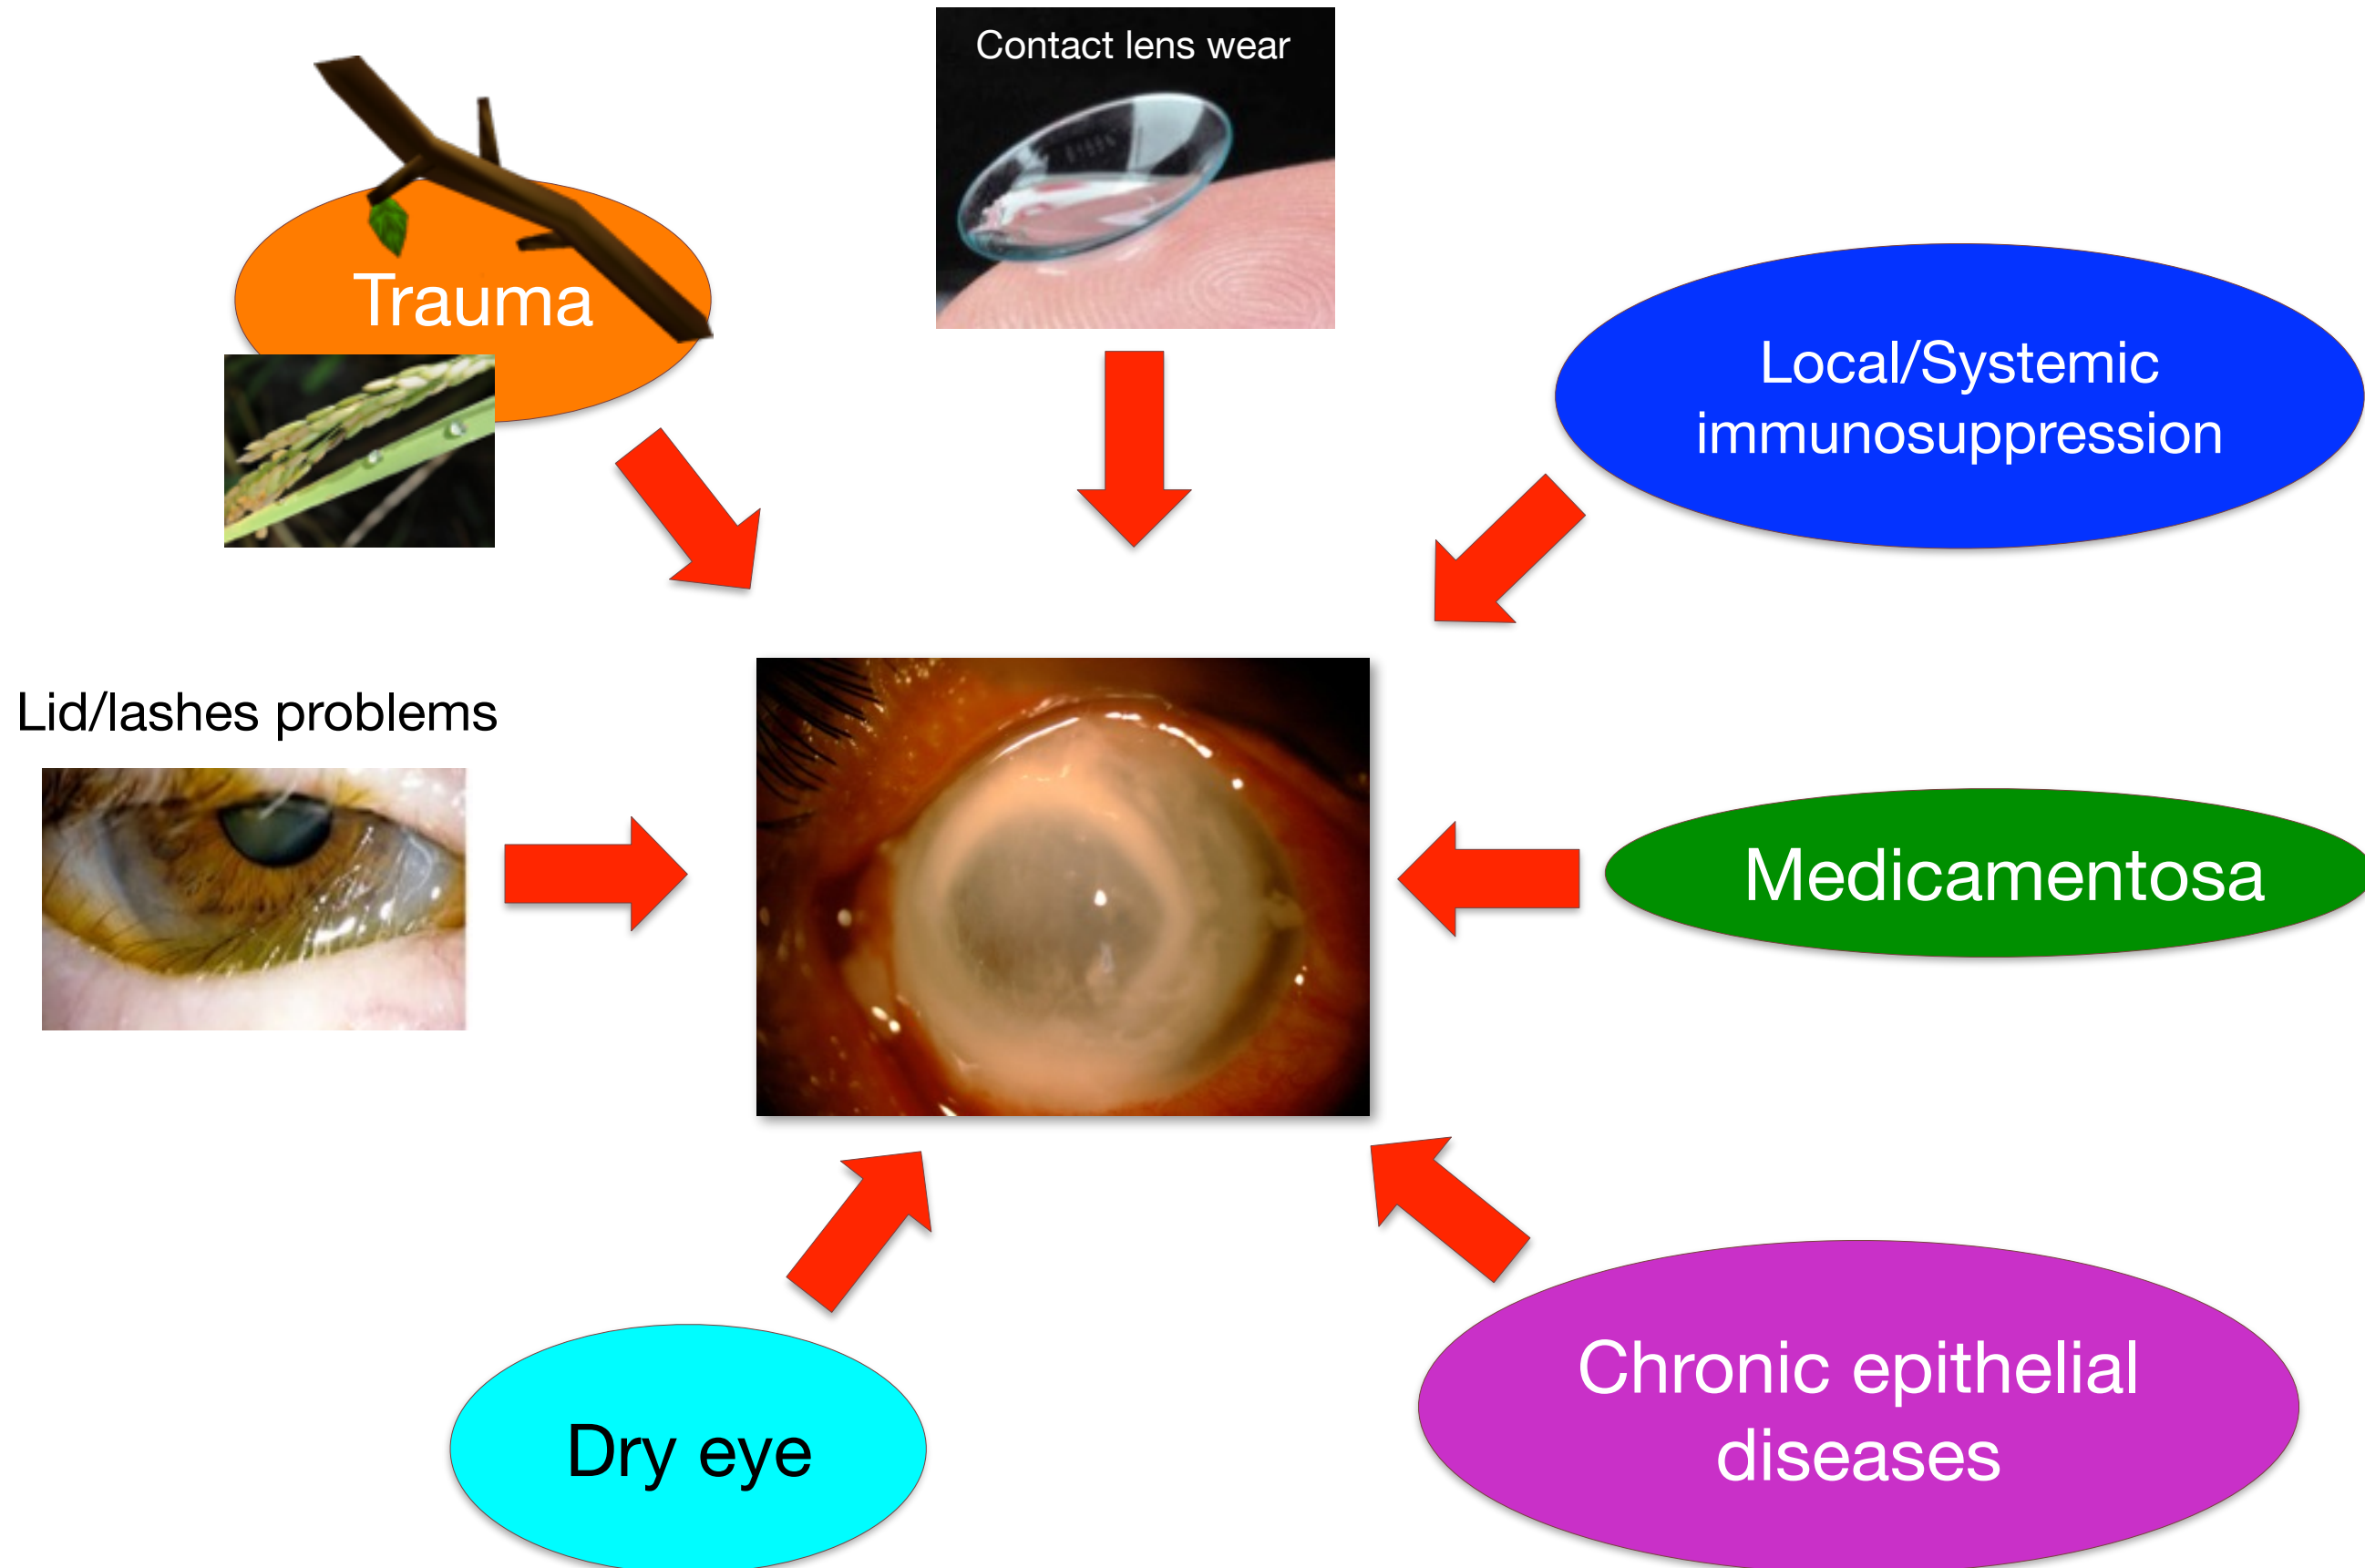 Contact lens wear
Trauma
Local/Systemic
immunosuppression
Lid/lashes problems
Medicamentosa
Chronic epithelial
diseases
Dry eye